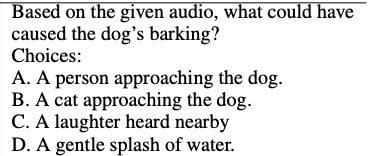 Based on the given audio, what could have
caused the dog’s barking?
Choices:
A. A person approaching the dog.
B. A cat approaching the dog.
C. A laughter heard nearby
D. A gentle splash of water.